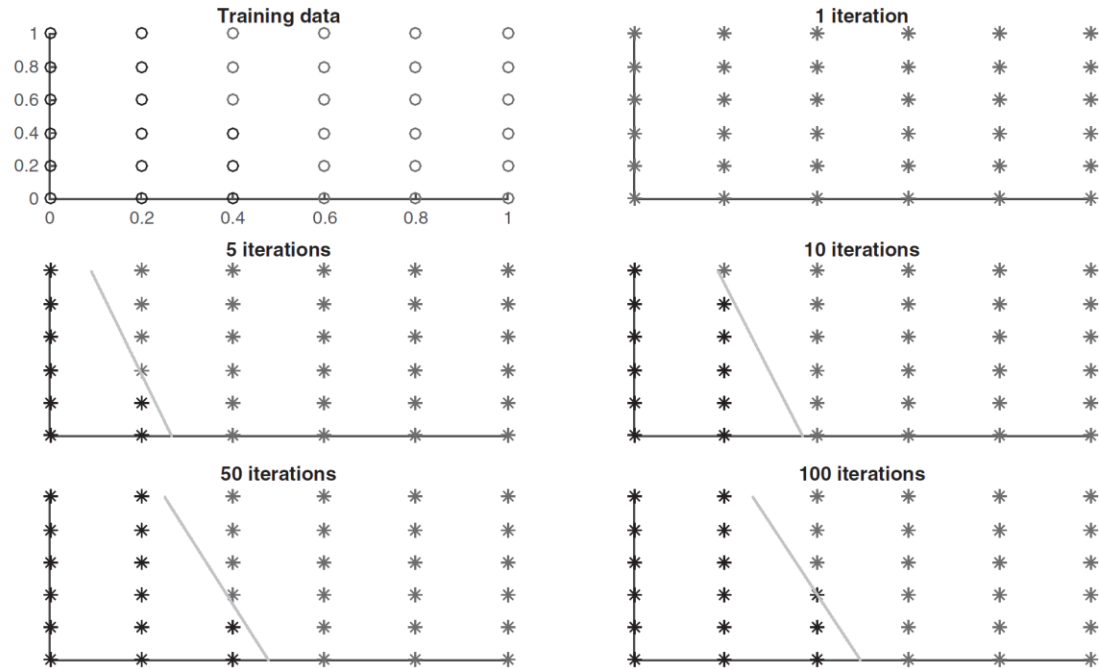 Training data
1 iteration
1
0.8
0.6
0.4
0.2
0
0
0.2
0.4
0.6
0.8
1
5 iterations
10 iterations
50 iterations
100 iterations